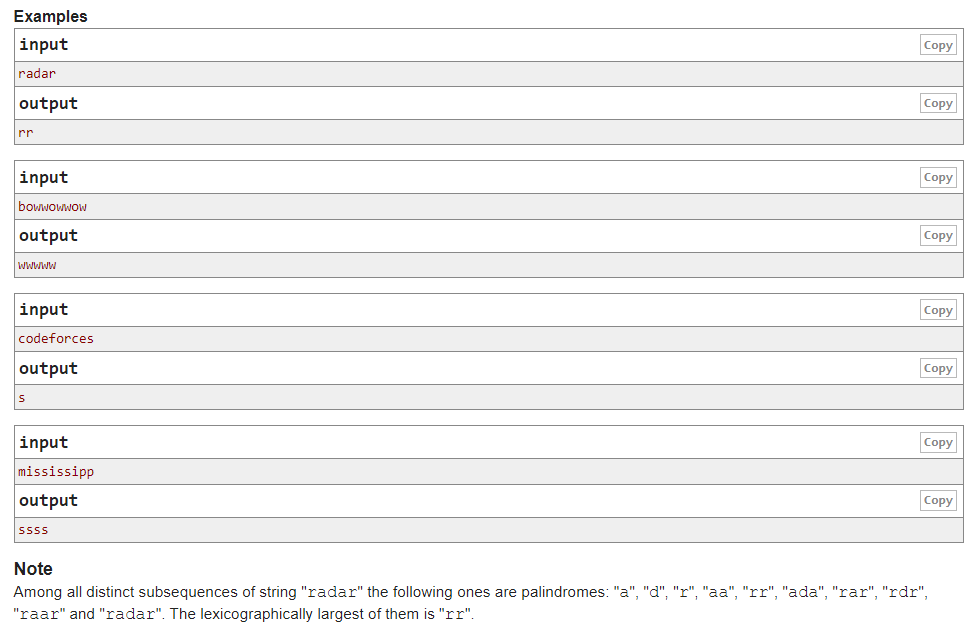 Examples
input
Copy
radar
output
Copy
rr
input
Copy
bowwowwow
output
Copy
wwwww
input
Copy
codeforces
output
Copy
s
input
Copy
mississipp
output
Copy
ssss
Note
Among all distinct subsequences of string "radar" the following ones are palindromes: "a", "d", "r", "aa", "rr", "ada", "rar", "rdr",
"raar" and "radar". The lexicographically largest of them is "rr".